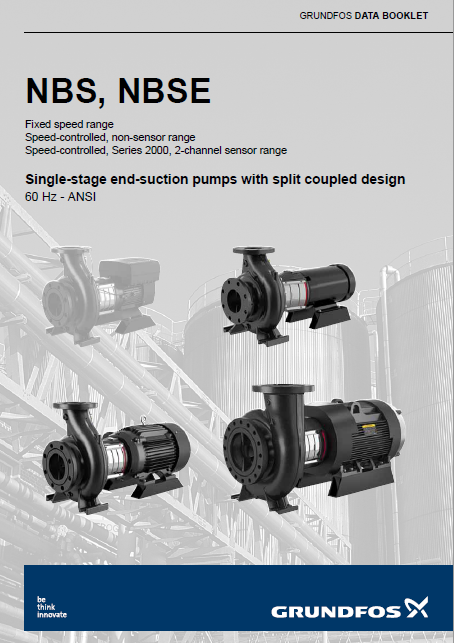 GRUNDFOS DATA BOOKLET
NBS, NBSE
Fixed speed range
Speed-controlled, non-sensor range
Speed-controlled, Series 2000, 2-channel sensor range
Single-stage end-suction pumps with split coupled design
60 Hz - ANSI
be
think
innovate
GRUNDFOS